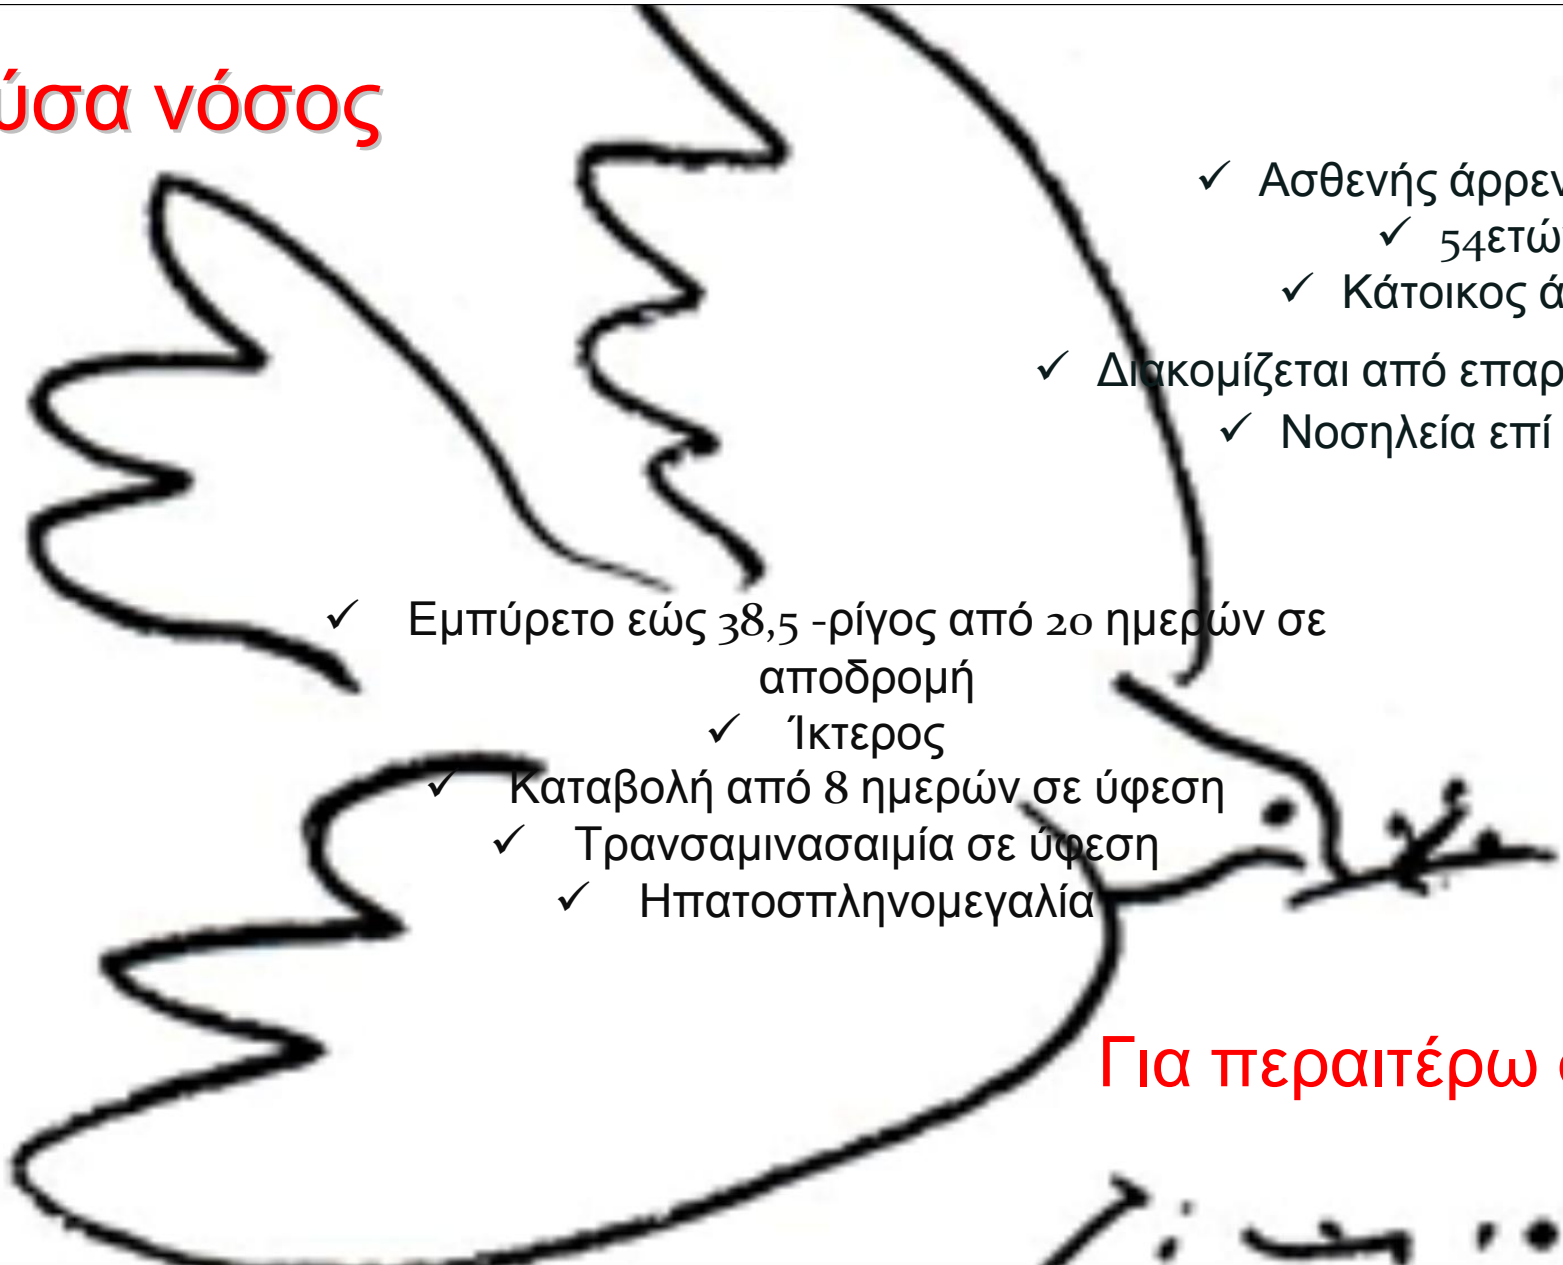 ύσα νόσος
✓ Ασθενής άρρεν
✓ 54ετώ
✓ Κάτοικος ά
✓ Διακομίζεται από επαρ
✓ Νοσηλεία επί
✓ Εμπύρετο εώς 38,5 -ρίγος από 20 ημερών σε
αποδρομή
✓ Ίκτερος
✓ Καταβολή από 8 ημερών σε ύφεση
✓ Τρανσαμινασαιμία σε ύφεση
✓ Ηπατοσπληνομεγαλία
Για περαιτέρω